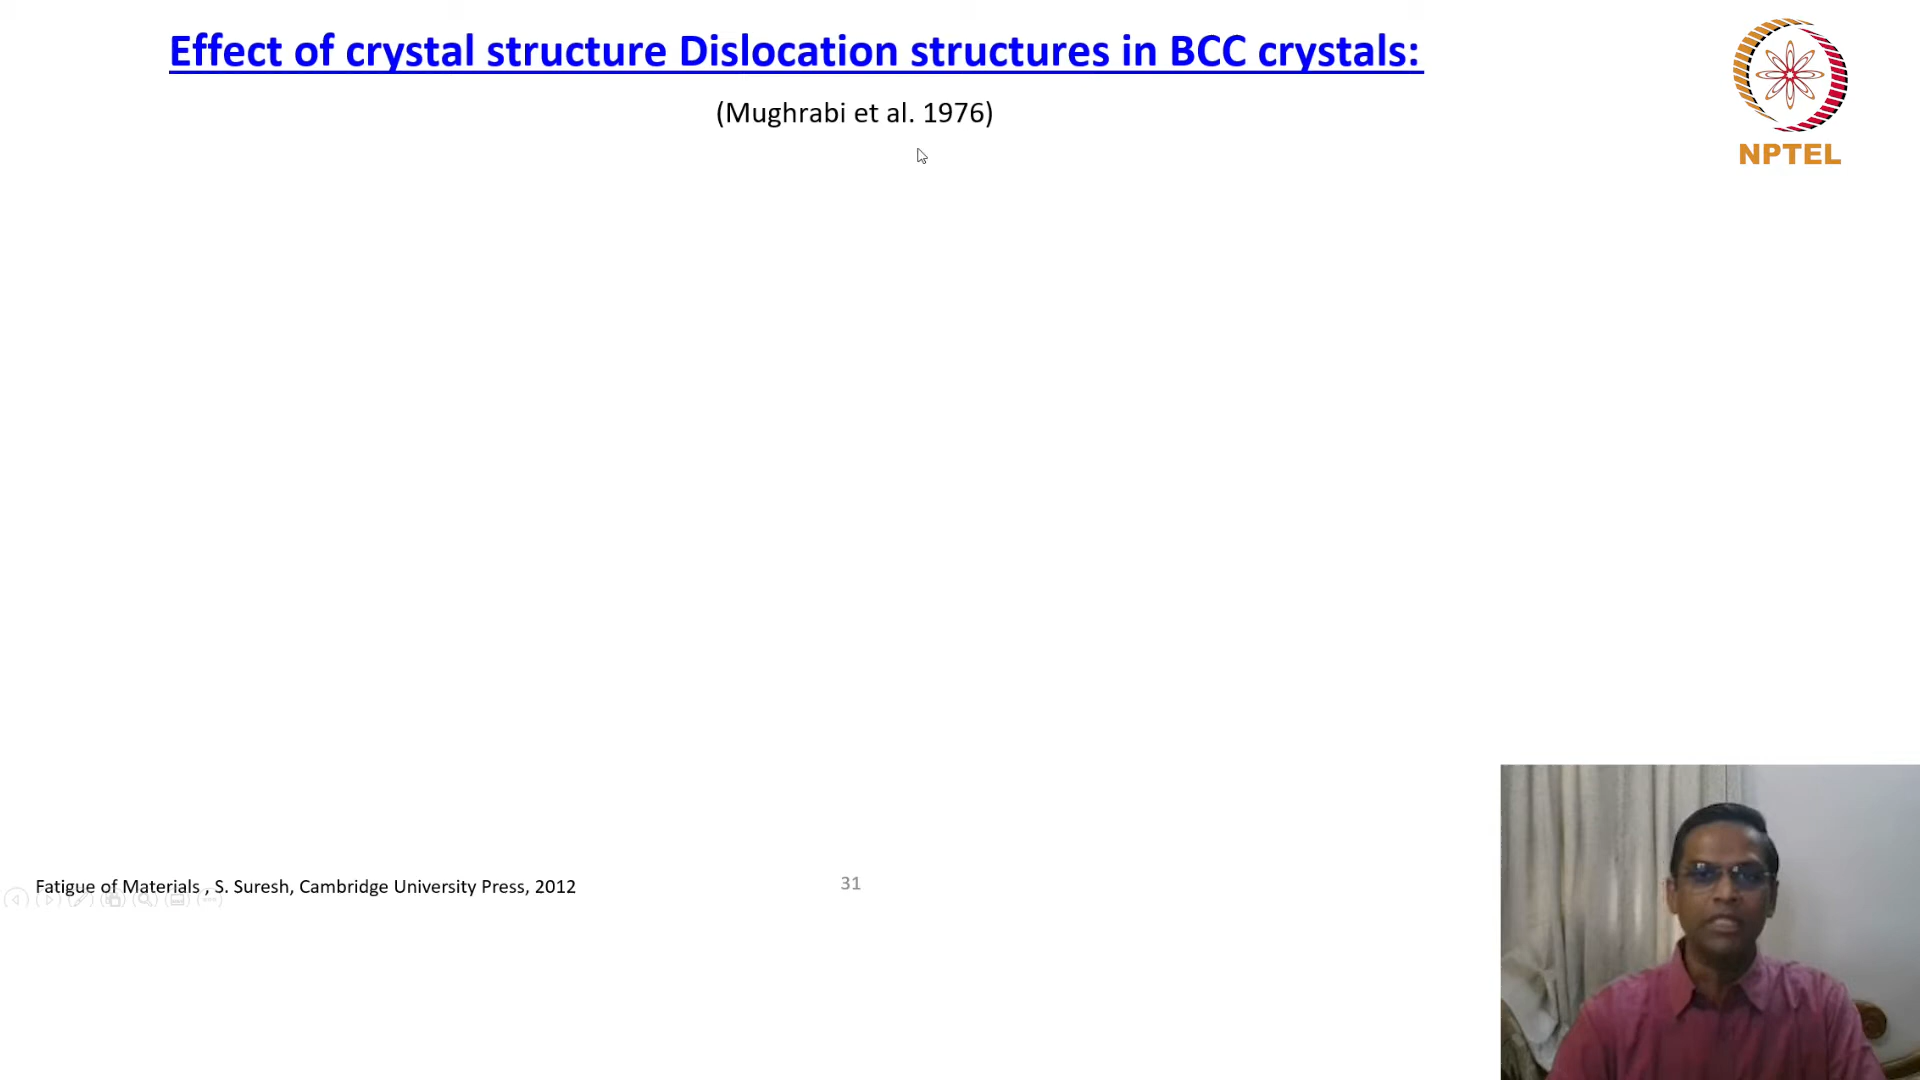 Effect of crystal structure Dislocation structures in BCC crystals:
(Mughrabi et al. 1976)
NPTEL
Fatigue of Materials , S. Suresh, Cambridge University Press, 2012
31